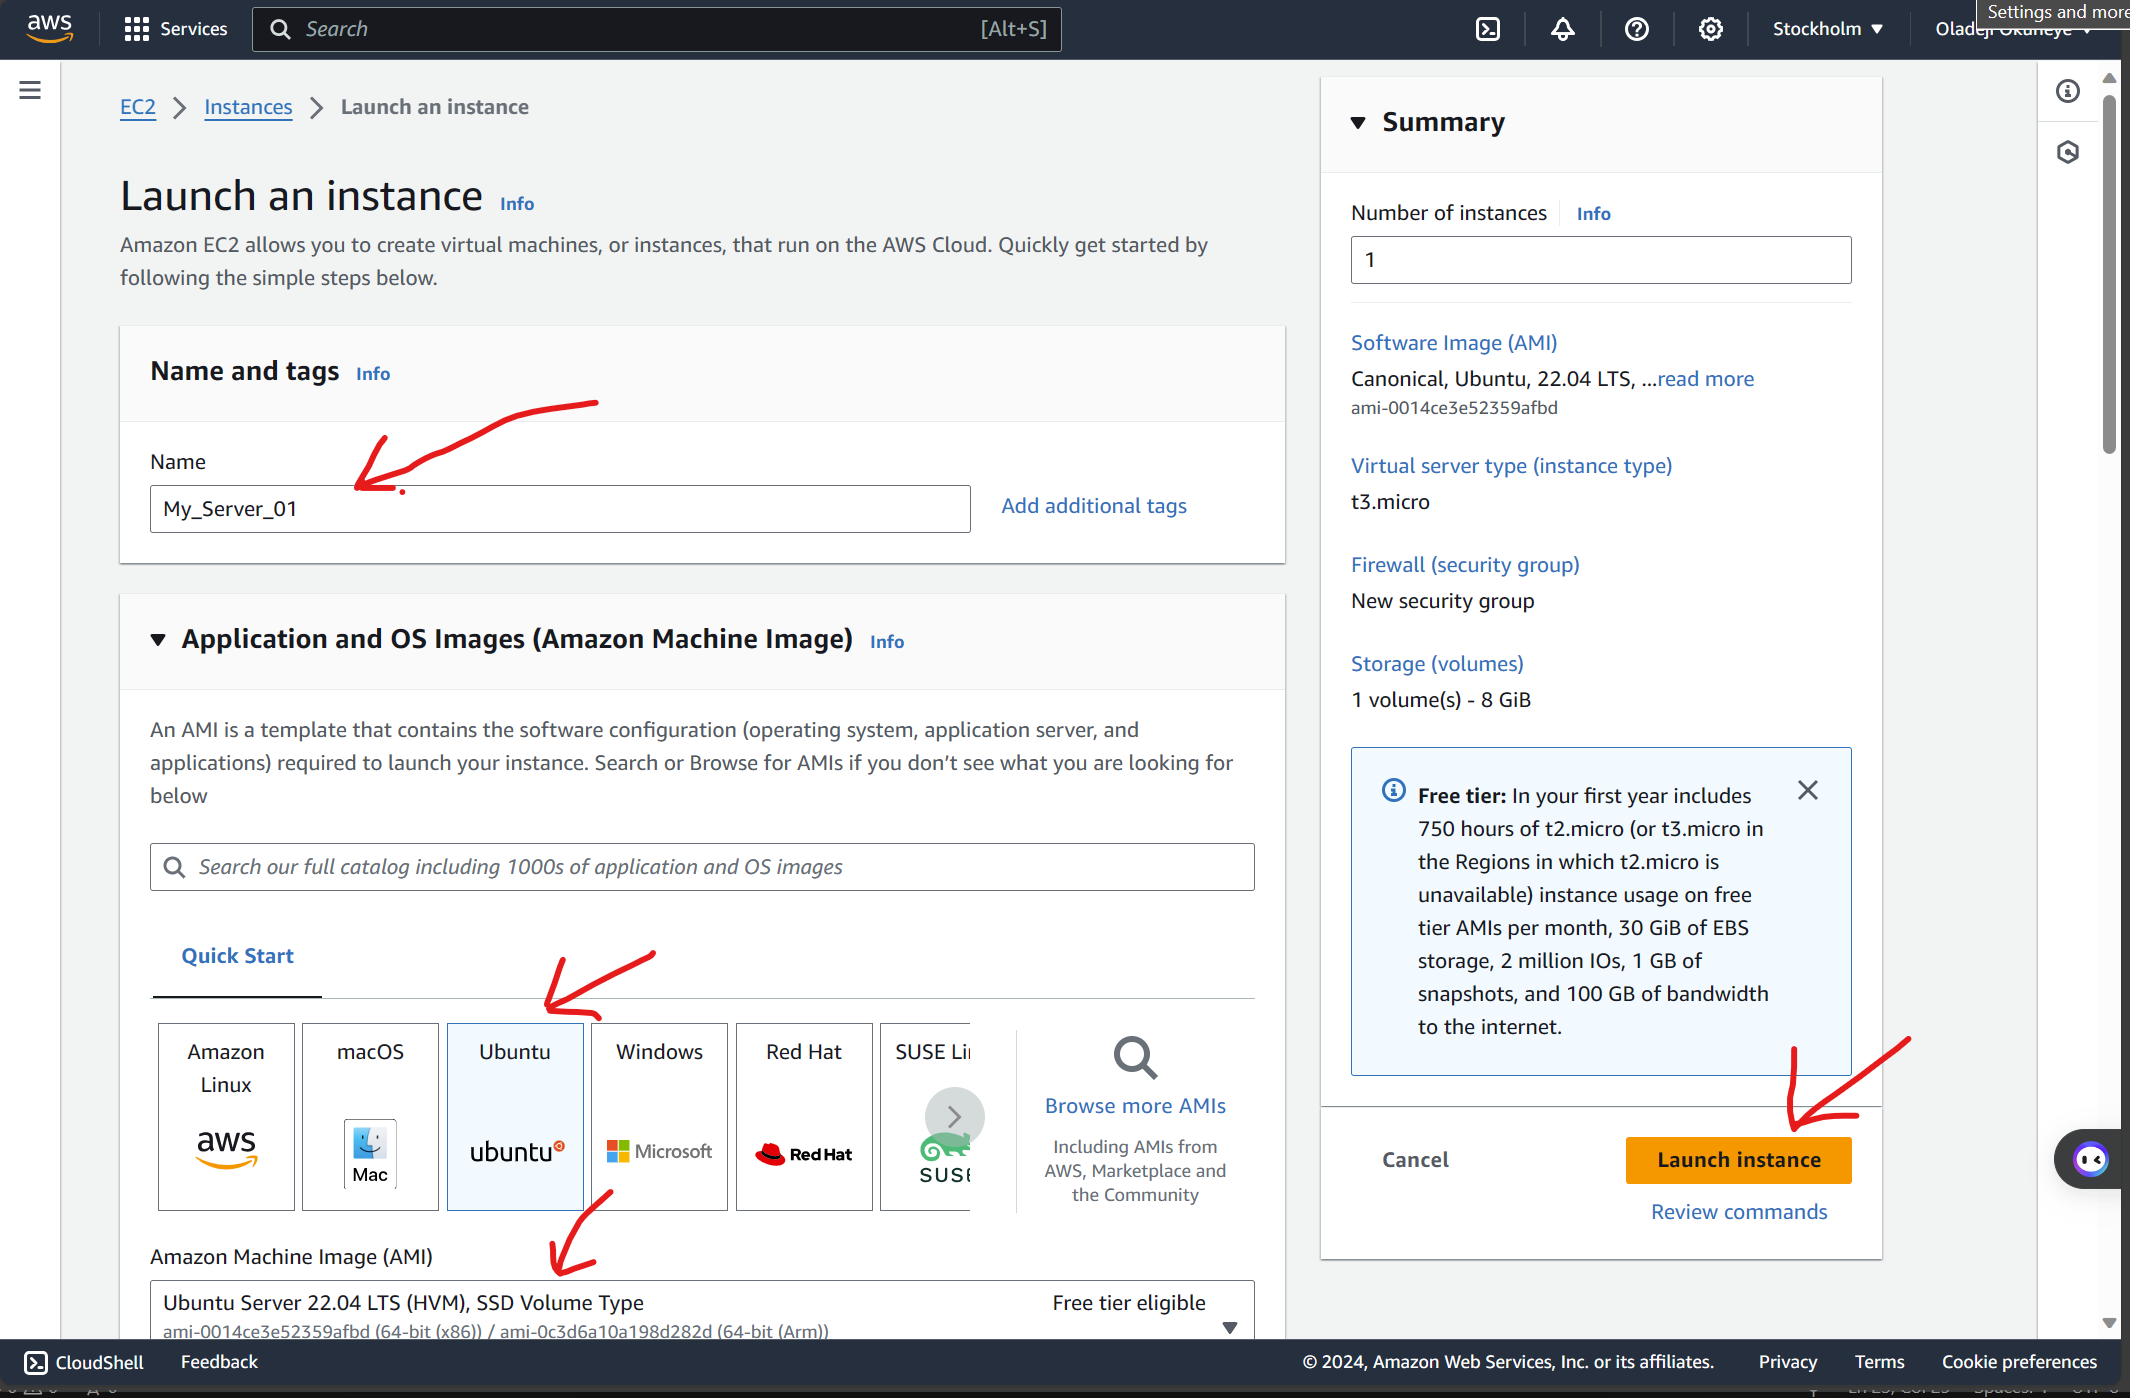 aws
Services
Search
[Alt+S]
Stockholm
Settings and more
EC2
Instances
Launch an instance
Launch an instance
Info
Amazon EC2 allows you to create virtual machines, or instances, that run on the AWS Cloud. Quickly get started by
following the simple steps below.
Name and tags
Info
Name
My_Server_01
Add additional tags
Application and OS Images (Amazon Machine Image)
Info
An AMI is a template that contains the software configuration (operating system, application server, and
applications) required to launch your instance. Search or Browse for AMIs if you don't see what you are looking for
below
Search our full catalog including 1000s of application and OS images
Quick Start
Amazon
Linux
aws
macOS
Mac
Ubuntu
ubuntu
Windows
Microsoft
Red Hat
Red Hat
SUSE
SUSE
Browse more AMIs
Including AMIs from
AWS, Marketplace and
the Community
Amazon Machine Image (AMI)
Ubuntu Server 22.04 LTS (HVM), SSD Volume Type
Free tier eligible
ami-0014ce3e52359afbd (64-bit (x86)) / ami-0c3d6a10a198d282d (64-bit (Arm))
Summary
Number of instances
Info
1
Software Image (AMI)
Canonical, Ubuntu, 22.04 LTS, ...read more
ami-0014ce3e52359afbd
Virtual server type (instance type)
t3.micro
Firewall (security group)
New security group
Storage (volumes)
1 volume(s) - 8 GiB
Free tier: In your first year includes
750 hours of t2.micro (or t3.micro in
the Regions in which t2.micro is
unavailable) instance usage on free
tier AMIs per month, 30 GiB of EBS
storage, 2 million IOs, 1 GB of
snapshots, and 100 GB of bandwidth
to the internet.
Cancel
Launch instance
Review commands
CloudShell
Feedback
© 2024, Amazon Web Services, Inc. or its affiliates.
Privacy
Terms
Cookie preferences